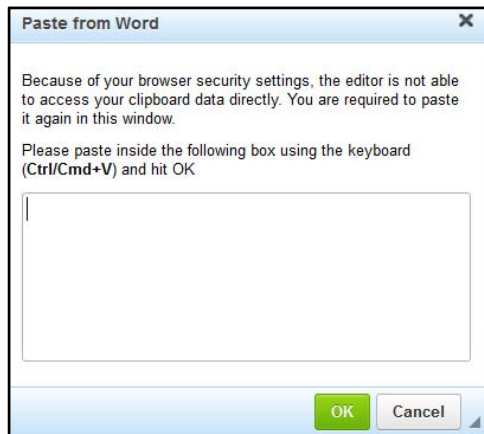 Paste from Word
Because of your browser security settings, the editor is not able
to access your clipboard data directly. You are required to paste
it again in this window.
Please paste inside the following box using the keyboard
(Ctrl/Cmd+V) and hit OK
OK Cancel